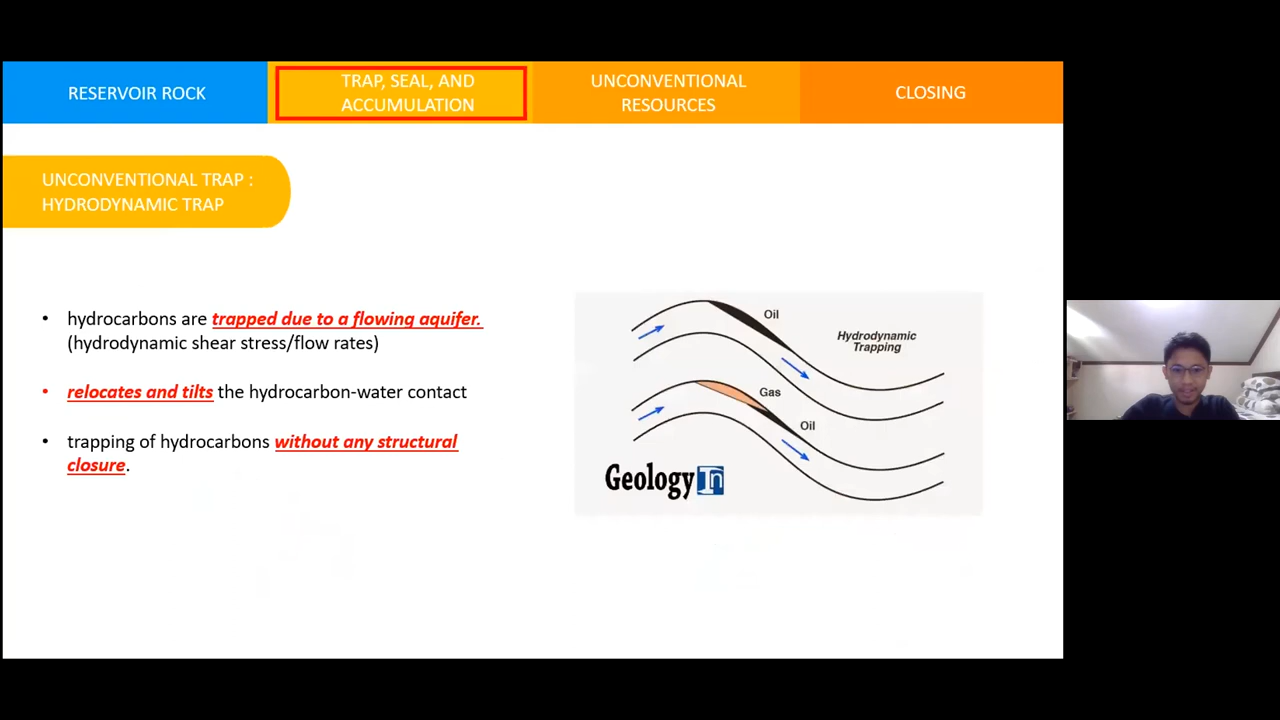 RESERVOIR ROCK
TRAP, SEAL, AND
ACCUMULATION
UNCONVENTIONAL
RESOURCES
CLOSING
UNCONVENTIONAL TRAP :
HYDRODYNAMIC TRAP
• hydrocarbons are trapped due to a flowing aquifer.
(hydrodynamic shear stress/flow rates)
• relocates and tilts the hydrocarbon-water contact
• trapping of hydrocarbons without any structural
closure.
Oil
Hydrodynamic
Trapping
Gas
Oil
Geology In